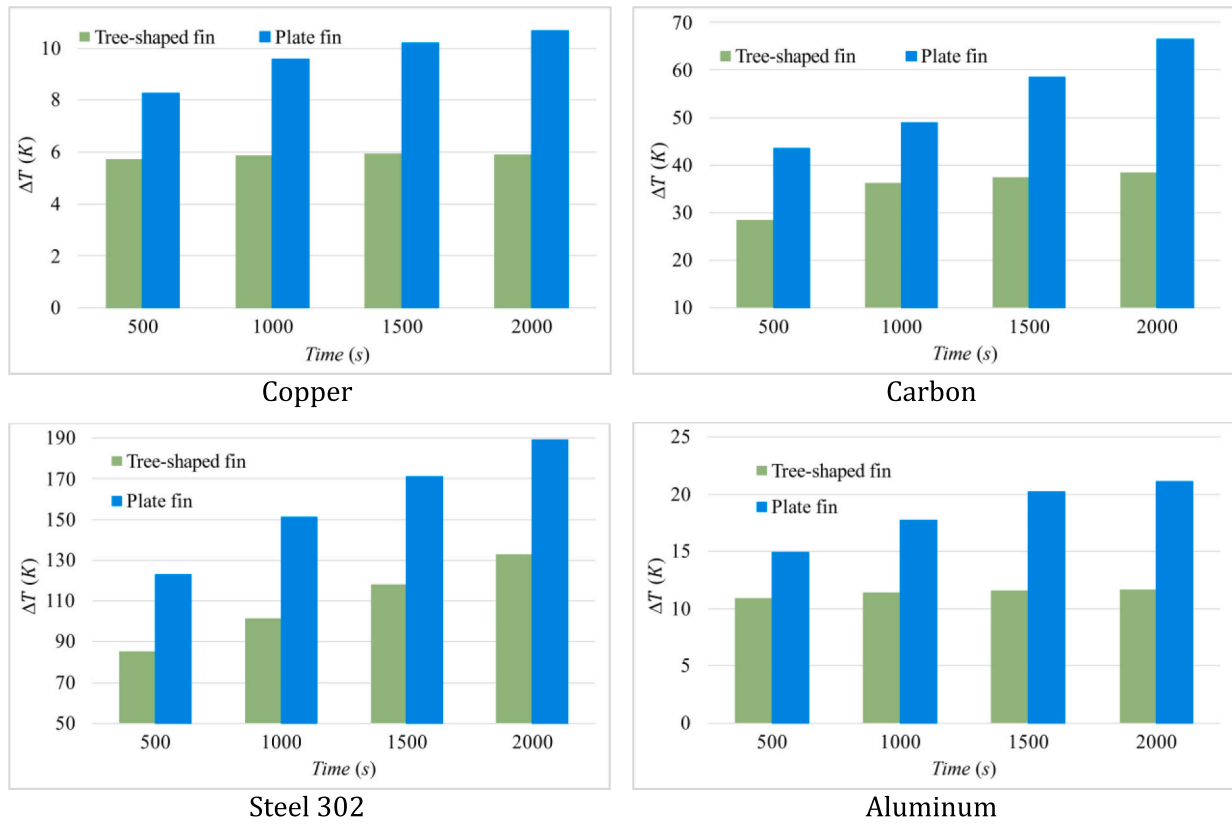 Tree-shaped fin Plate fin
10
8
6
4
2
0
ΔT (K)
500 1000 1500 2000
Time (s)
Copper
70
60
50
40
30
20
10
ΔT (K)
Tree-shaped fin Plate fin
500 1000 1500 2000
Time (s)
Carbon
190
170
150
130
110
90
70
50
ΔT (K)
Tree-shaped fin
Plate fin
500 1000 1500 2000
Time (s)
Steel 302
25
20
15
10
5
0
ΔT (K)
Tree-shaped fin
Plate fin
500 1000 1500 2000
Time (s)
Aluminum